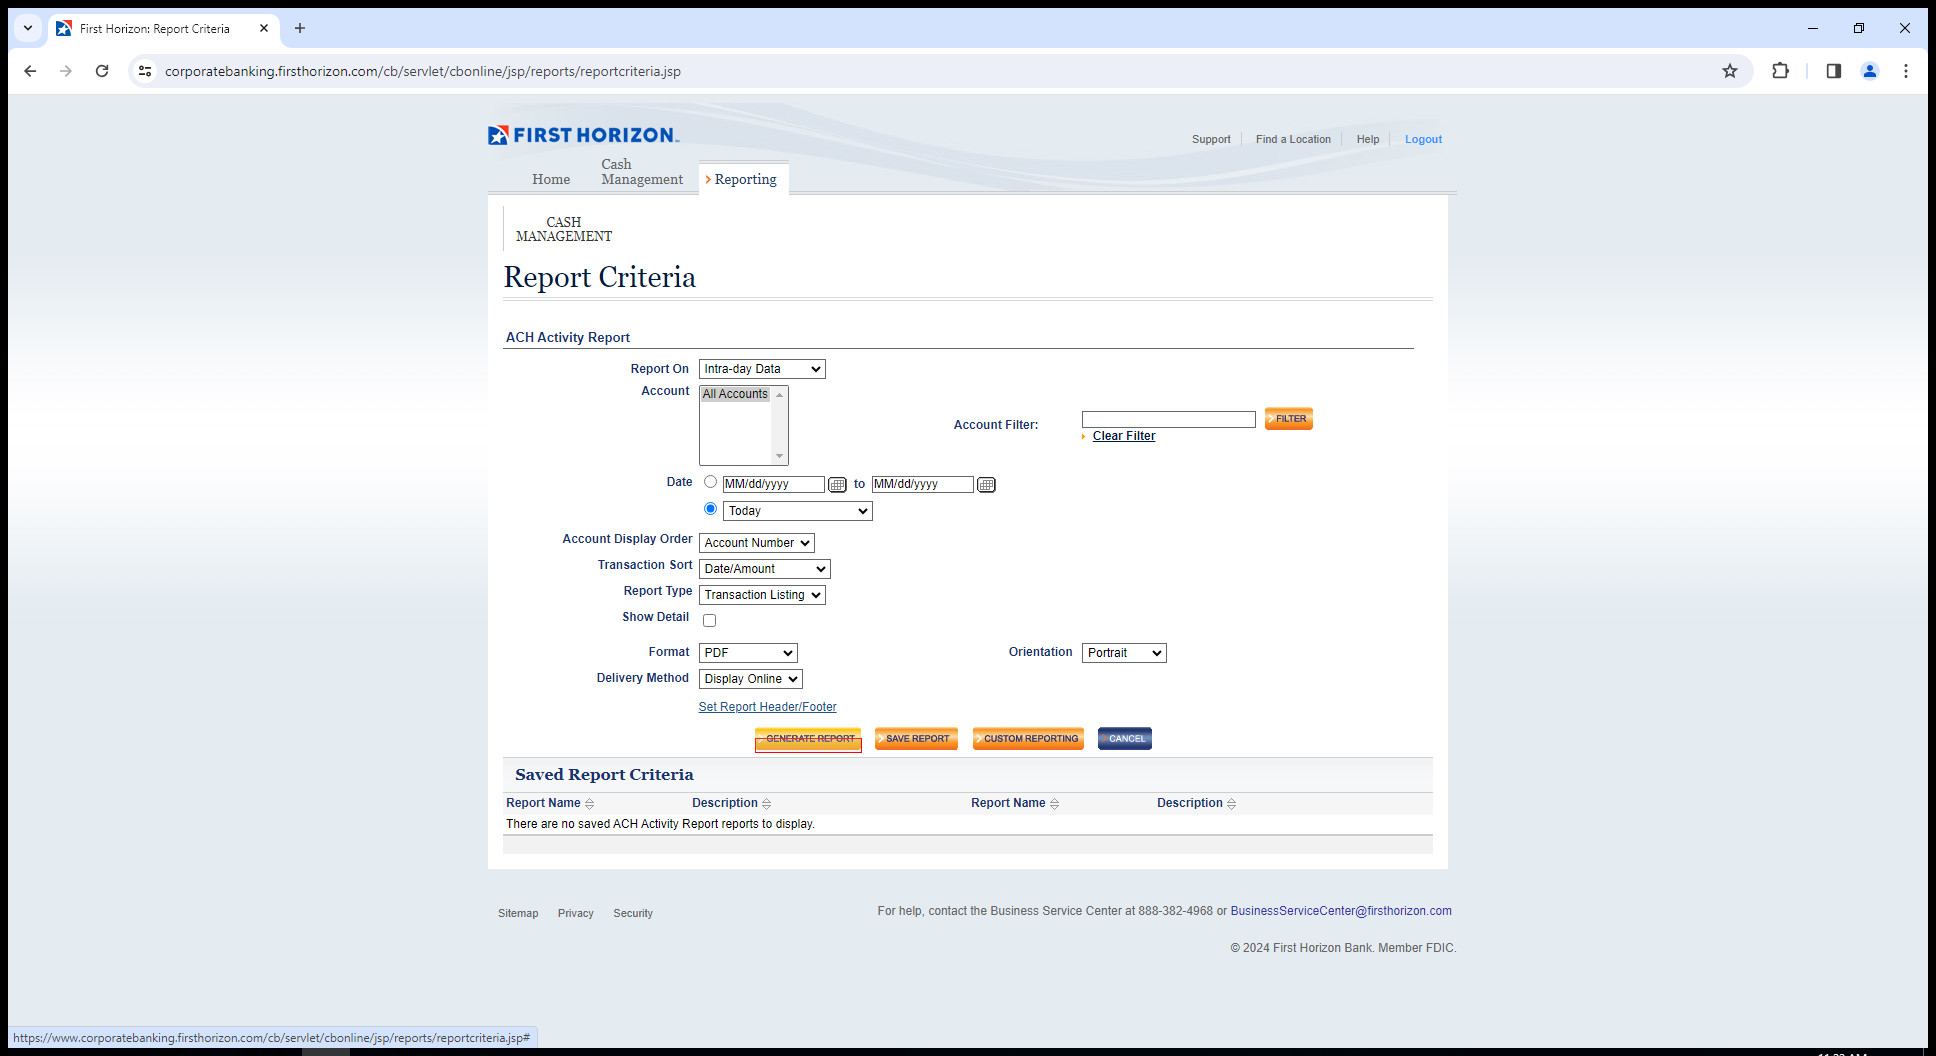 First Horizon: Report Criteria
corporatebanking.firsthorizon.com/cb/servlet/cbonline/jsp/reports/reportcriteria.jsp
FIRST HORIZON
Support Find a Location Help Logout
Home Cash Management Reporting
CASH
MANAGEMENT
Report Criteria
ACH Activity Report
Report On Intra-day Data
Account All Accounts
Account Filter: FILTER
Clear Filter
Date MM/dd/yyyy to MM/dd/yyyy
Today
Account Display Order Account Number
Transaction Sort Date/Amount
Report Type Transaction Listing
Show Detail
Format PDF Orientation Portrait
Delivery Method Display Online
Set Report Header/Footer
GENERATE REPORT SAVE REPORT CUSTOM REPORTING CANCEL
Saved Report Criteria
Report Name Description Report Name Description
There are no saved ACH Activity Report reports to display.
Sitemap Privacy Security
For help, contact the Business Service Center at 888-382-4968 or BusinessServiceCenter@firsthorizon.com
© 2024 First Horizon Bank. Member FDIC.
https://www.corporatebanking.firsthorizon.com/cb/servlet/cbonline/jsp/reports/reportcriteria.jsp#